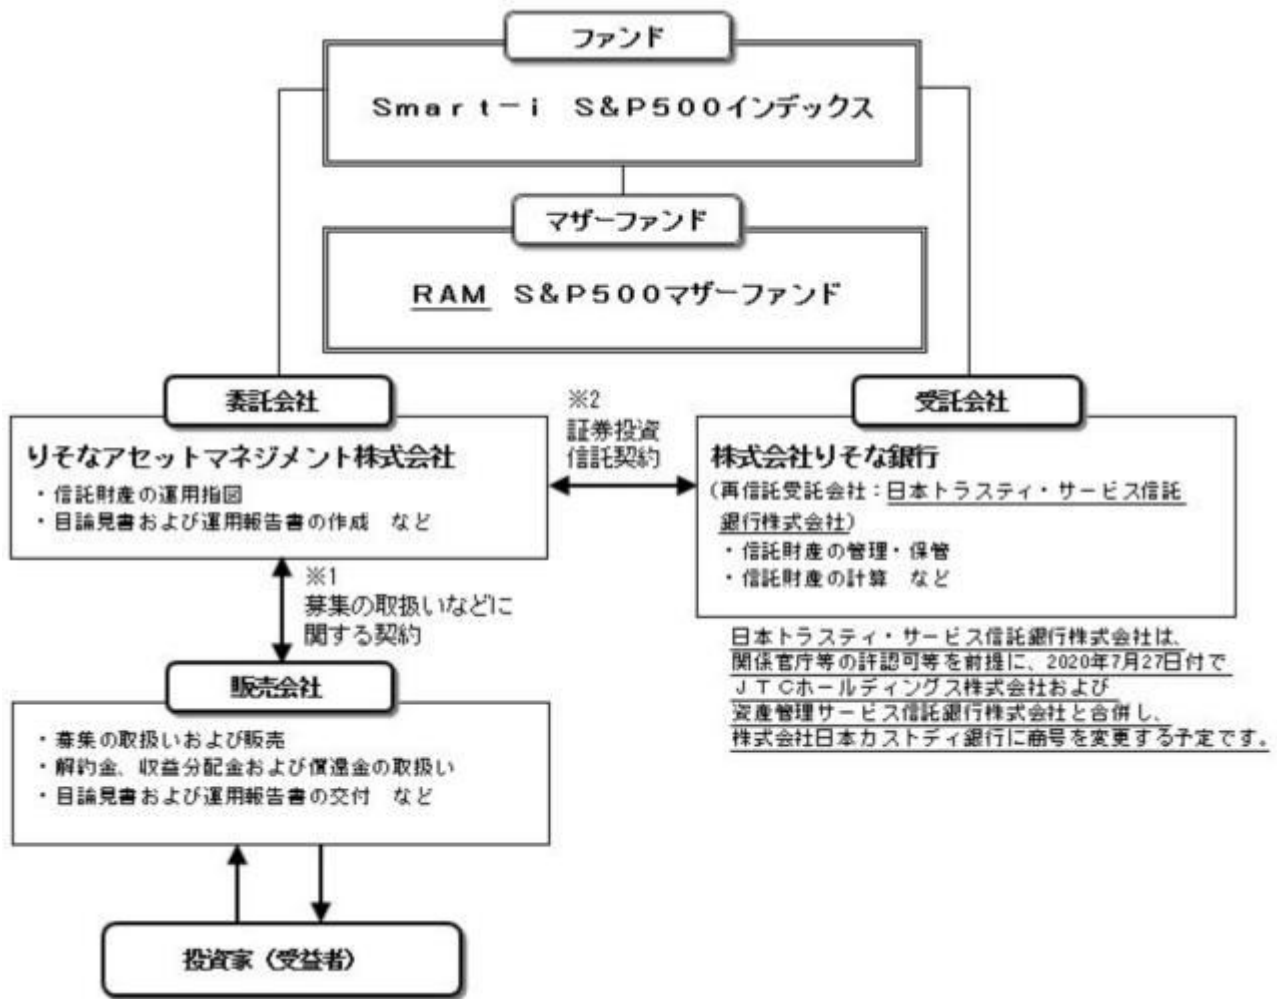 ファンド
Ｓｍａｒｔ－ｉ　Ｓ＆Ｐ５００インデックス
マザーファンド
ＲＡＭ　Ｓ＆Ｐ５００マザーファンド
委託会社
りそなアセットマネジメント株式会社
・信託財産の運用指図
・目論見書および運用報告書の作成　など
※2
証券投資
信託契約
受託会社
株式会社りそな銀行
（再信託受託会社：日本トラスティ・サービス信託
銀行株式会社）
・信託財産の管理・保管
・信託財産の計算　など
※1
募集の取扱いなどに
関する契約
日本トラスティ・サービス信託銀行株式会社は、
関係官庁等の許認可等を前提に、2020年7月27日付で
ＪＴＣホールディングス株式会社および
資産管理サービス信託銀行株式会社と合併し、
株式会社日本カストディ銀行に商号を変更する予定です。
販売会社
・募集の取扱いおよび販売
・解約金、収益分配金および償還金の取扱い
・目論見書および運用報告書の交付　など
投資家（受益者）